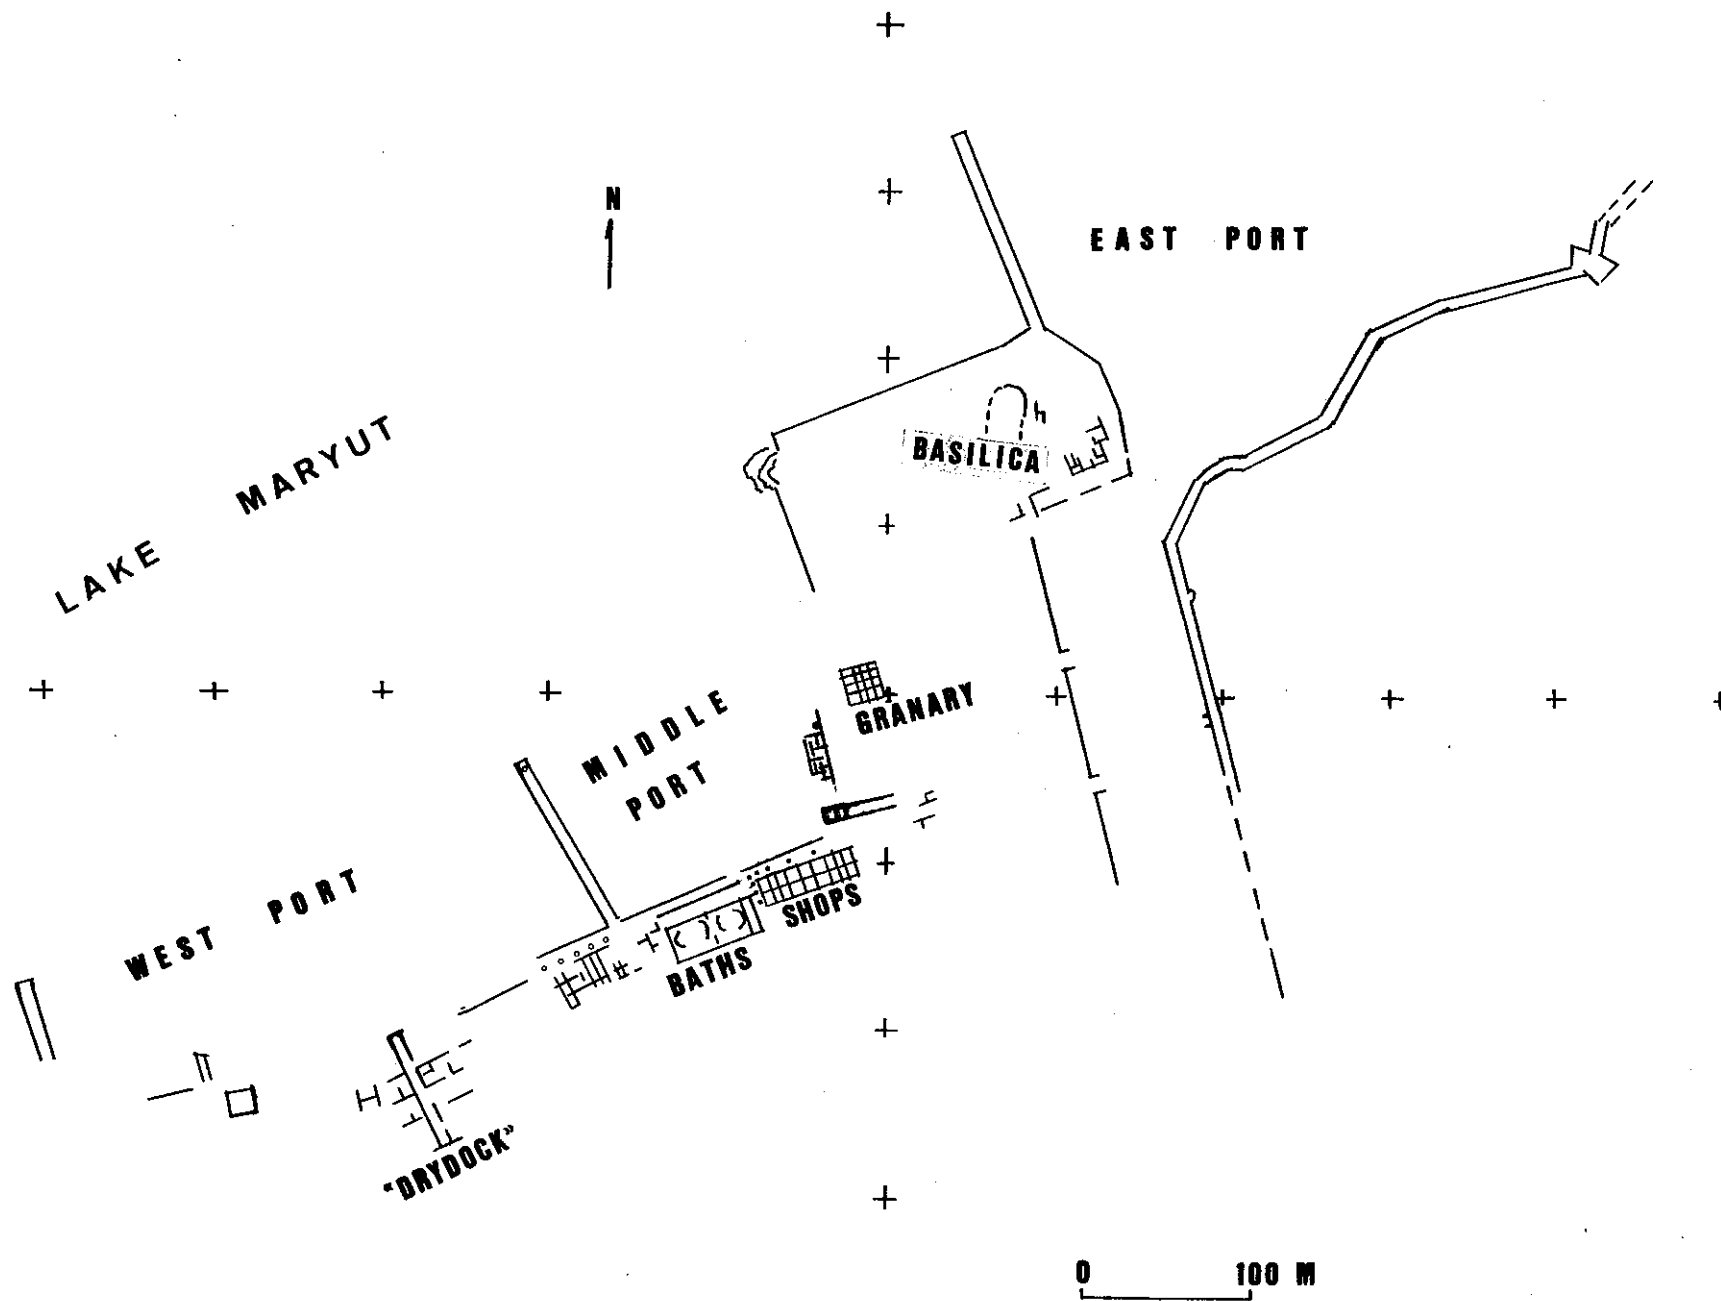 N
EAST PORT
LAKE MARYUT
BASILICA
MIDDLE
PORT
GRANARY
WEST PORT
SHOPS
BATHS
"DRYDOCK"
0 100 M